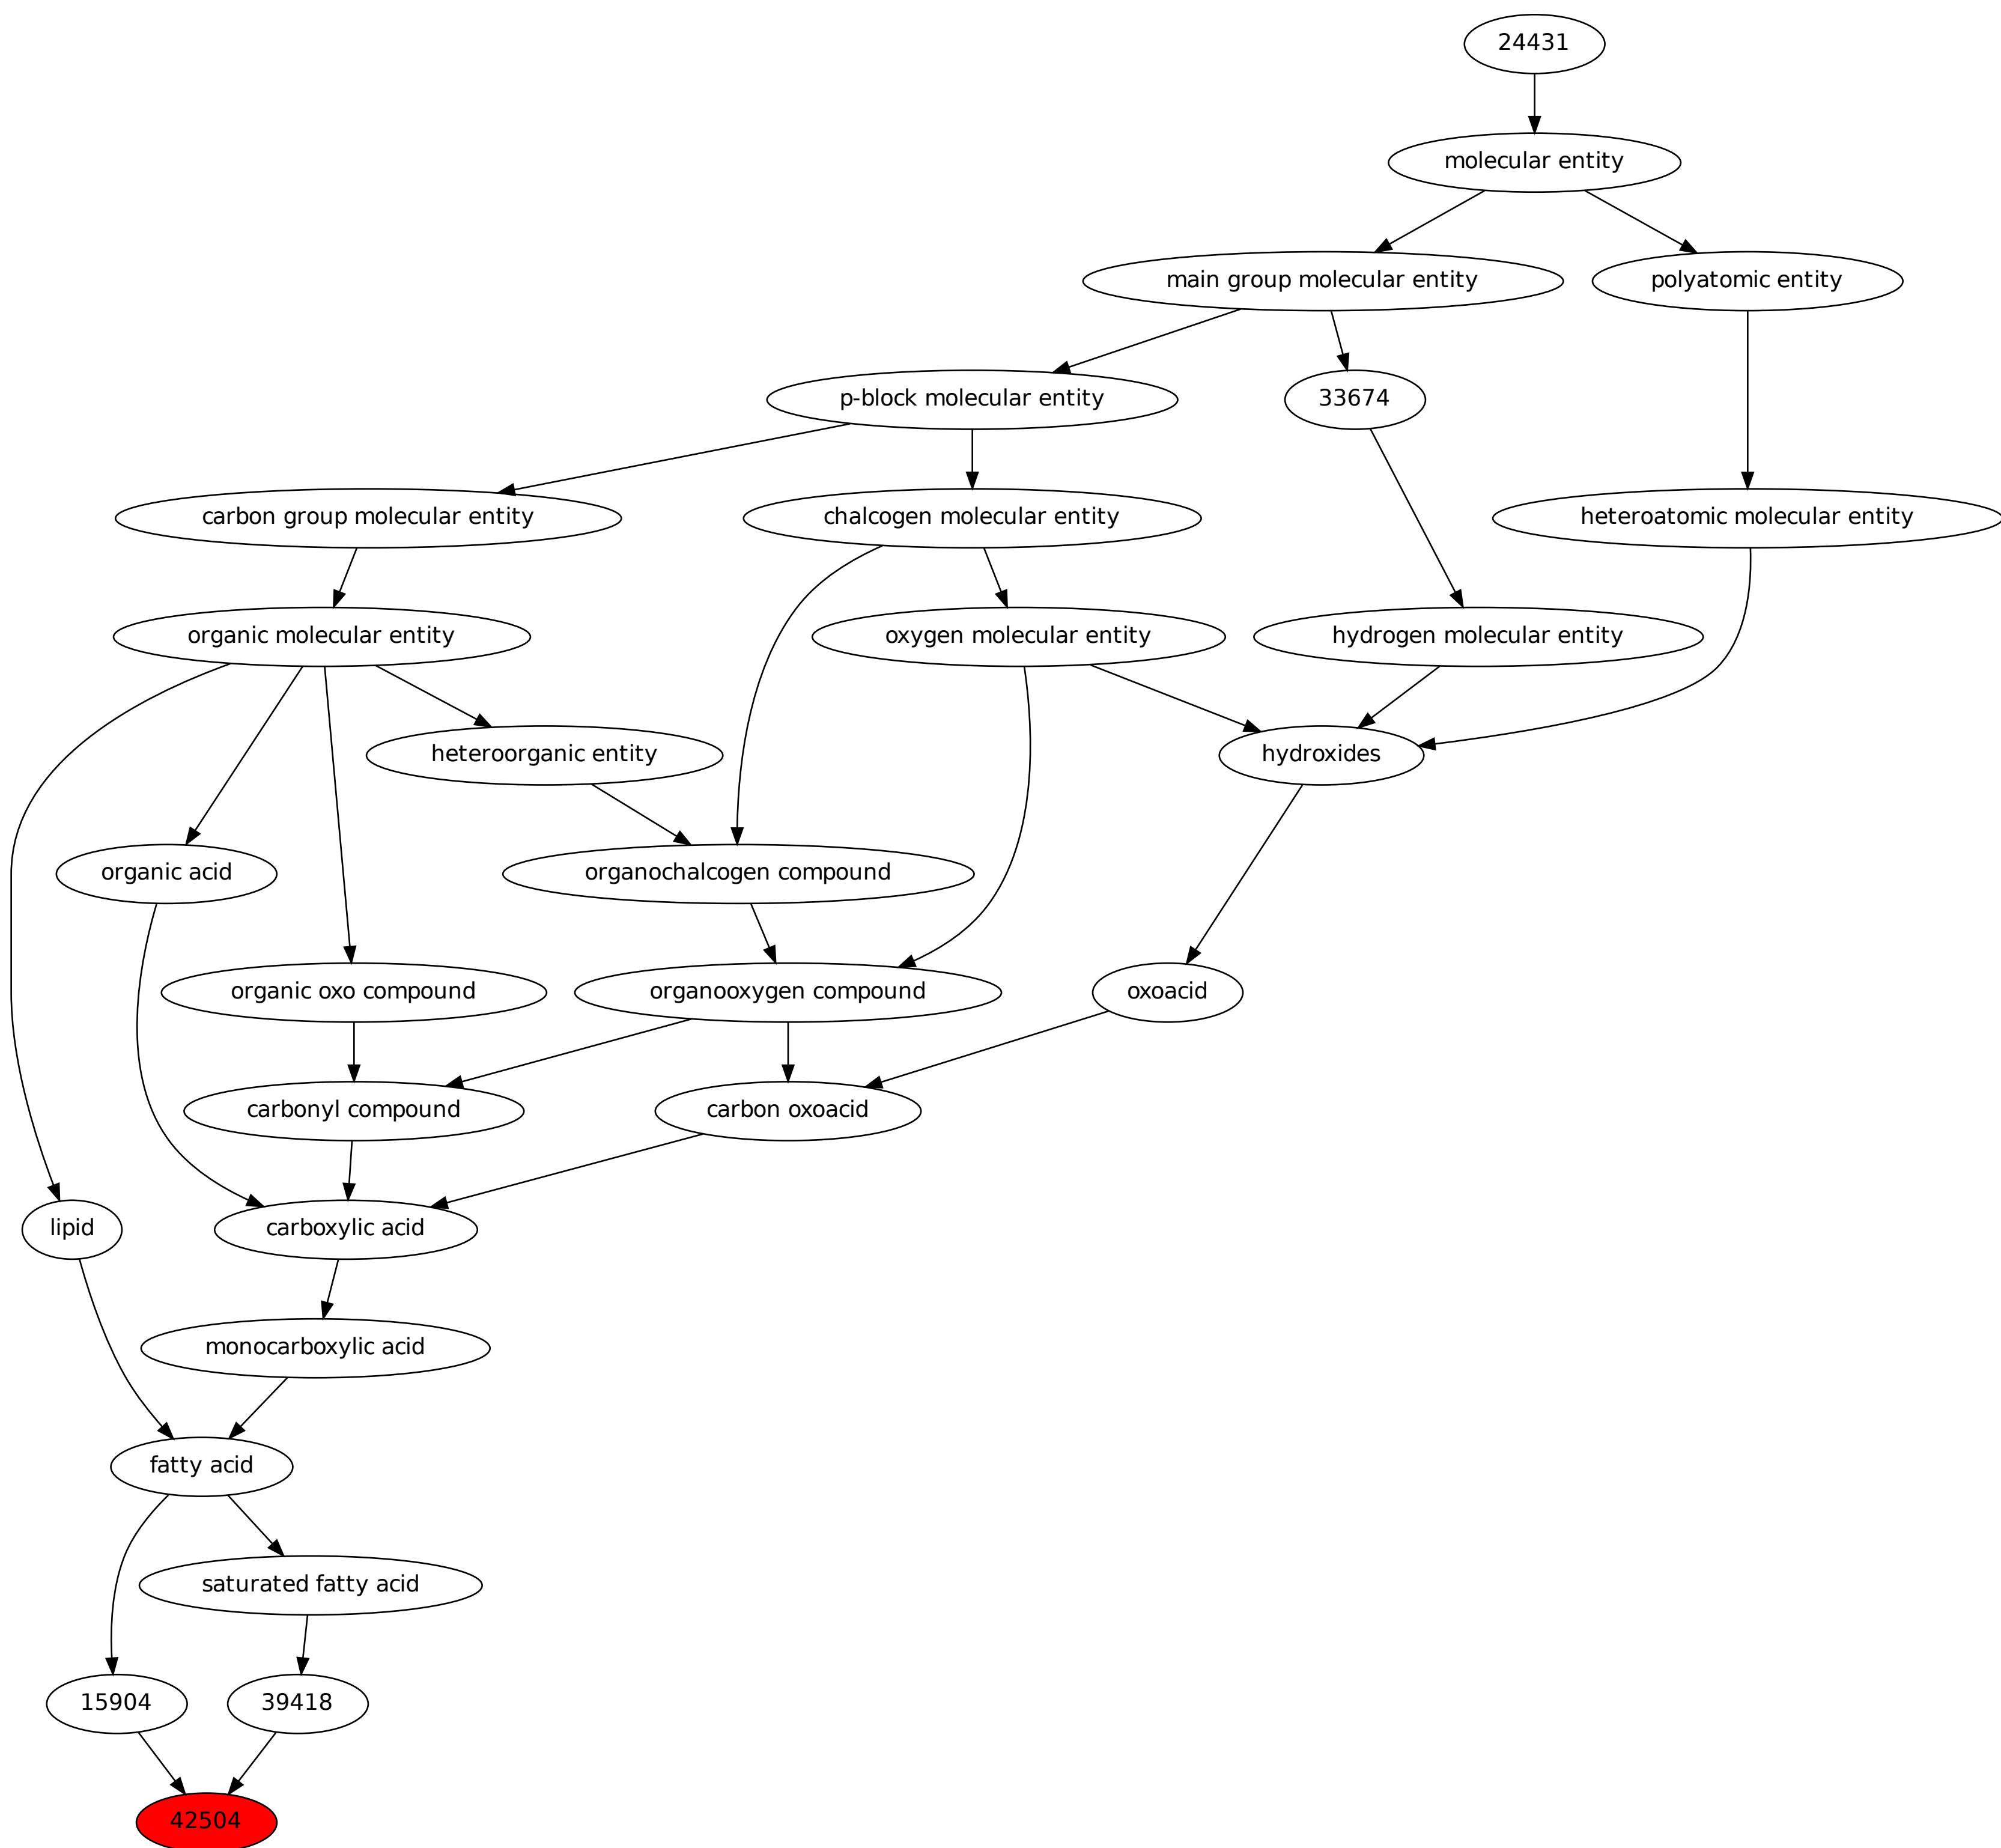 24431
molecular entity
main group molecular entity
polyatomic entity
p-block molecular entity
33674
carbon group molecular entity
chalcogen molecular entity
heteroatomic molecular entity
organic molecular entity
oxygen molecular entity
hydrogen molecular entity
heteroorganic entity
hydroxides
organic acid
organochalcogen compound
organic oxo compound
organooxygen compound
oxoacid
carbonyl compound
carbon oxoacid
lipid
carboxylic acid
monocarboxylic acid
fatty acid
saturated fatty acid
15904
39418
42504